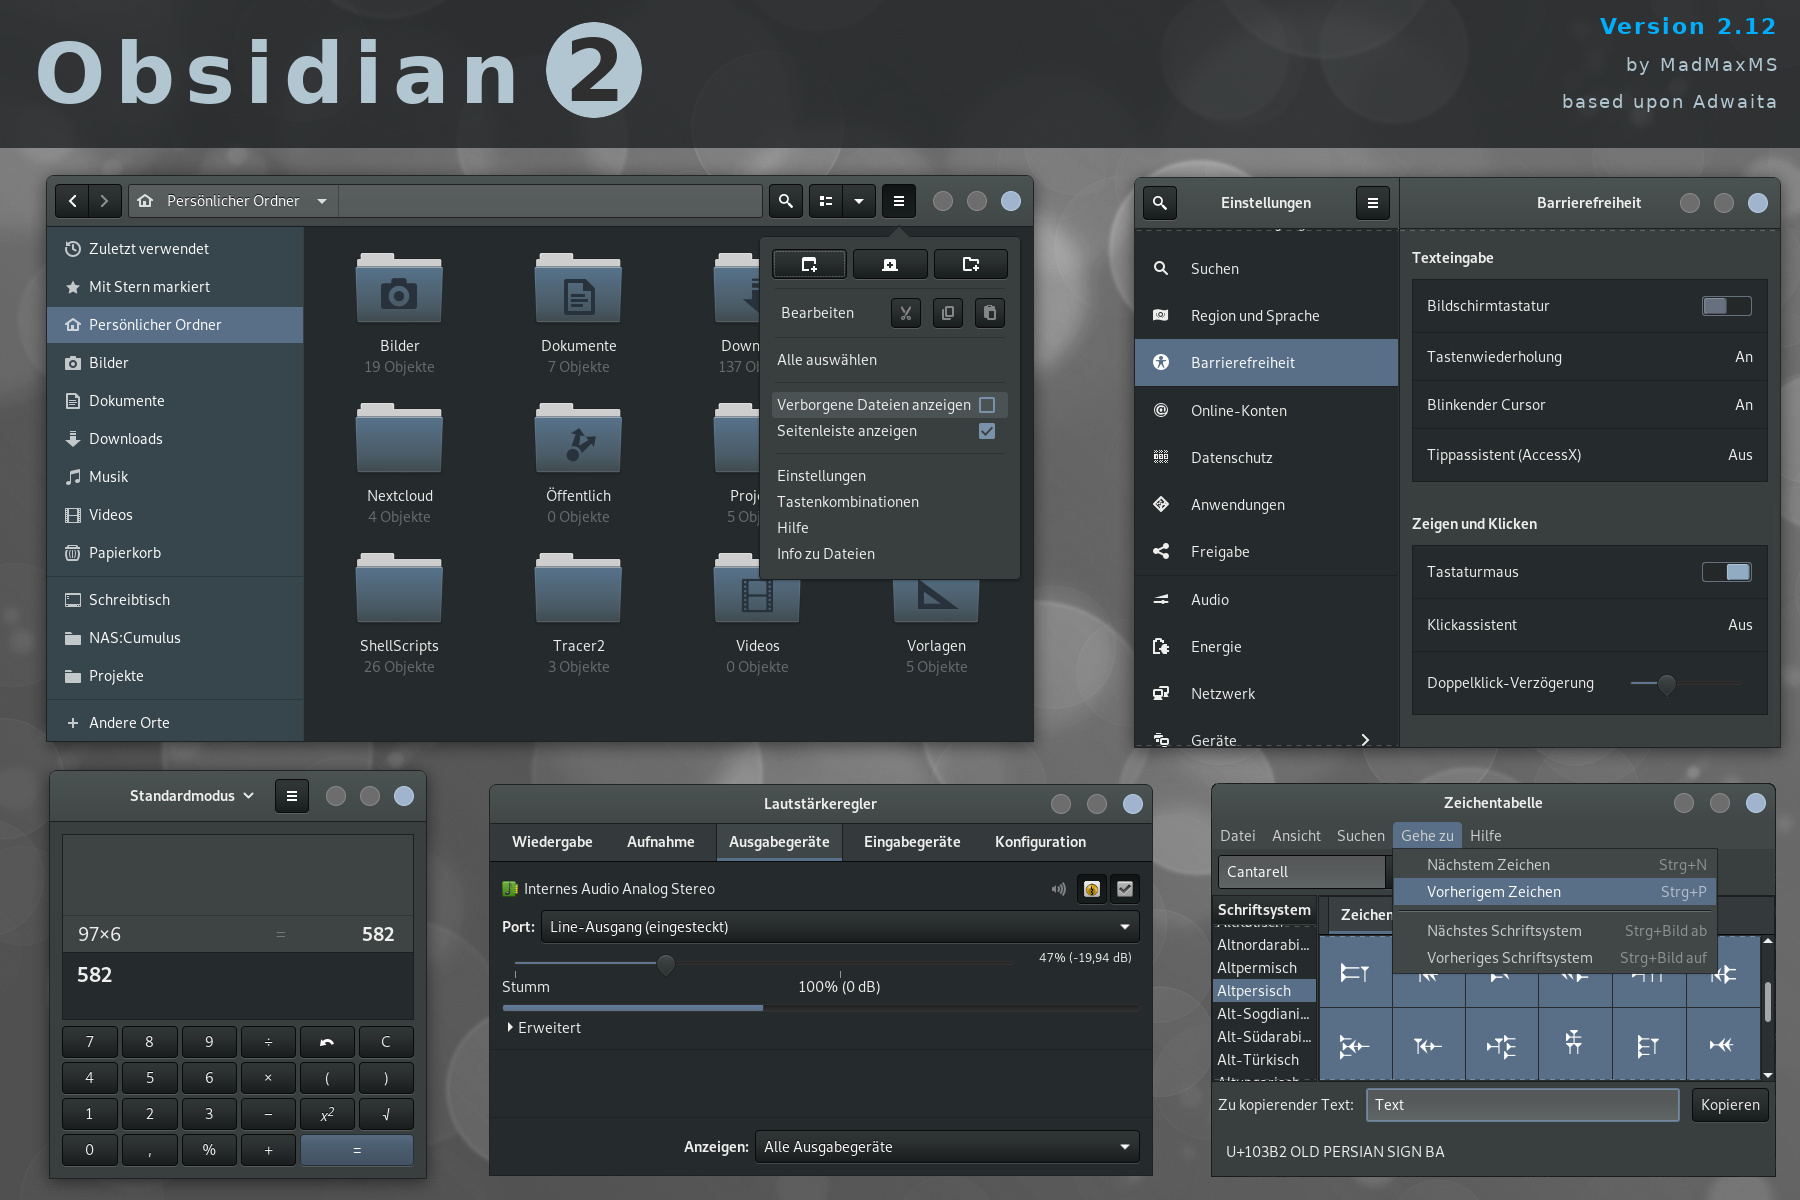 Obsidian 2
Version 2.12
by MadMaxMS
based upon Adwaita
Persönlicher Ordner
Zuletzt verwendet
Mit Stern markiert
Persönlicher Ordner
Bilder
Dokumente
Downloads
Musik
Videos
Papierkorb
Schreibtisch
NAS:Cumulus
Projekte
+ Andere Orte
Bilder
19 Objekte
Dokumente
7 Objekte
Down
137 Ob
Nextcloud
4 Objekte
Öffentlich
0 Objekte
Proj
5 Obj
ShellScripts
26 Objekte
Tracer2
3 Objekte
Videos
0 Objekte
Vorlagen
5 Objekte
Bearbeiten
Alle auswählen
Verborgene Dateien anzeigen
Seitenleiste anzeigen
Einstellungen
Tastenkombinationen
Hilfe
Info zu Dateien
Einstellungen
Barrierefreiheit
Suchen
Region und Sprache
Barrierefreiheit
Online-Konten
Datenschutz
Anwendungen
Freigabe
Audio
Energie
Netzwerk
Geräte
Texteingabe
Bildschirmtastatur
Tastenwiederholung An
Blinkender Cursor An
Tippassistent (AccessX) Aus
Zeigen und Klicken
Tastaturmaus
Klickassistent Aus
Doppelklick-Verzögerung
Standardmodus
97×6 = 582
582
7 8 9 ÷ C
4 5 6 × ( )
1 2 3 − x² √
0 , % + =
Lautstärkeregler
Wiedergabe Aufnahme Ausgabegeräte Eingabegeräte Konfiguration
Internes Audio Analog Stereo
Port: Line-Ausgang (eingesteckt)
47% (-19,94 dB)
Stumm 100% (0 dB)
Erweitert
Anzeigen: Alle Ausgabegeräte
Zeichentabelle
Datei Ansicht Suchen Gehe zu Hilfe
Nächstem Zeichen Strg+N
Vorherigem Zeichen Strg+P
Nächstes Schriftsystem Strg+Bild ab
Vorheriges Schriftsystem Strg+Bild auf
Cantarell
Schriftsystem
Zeichen
Altnordarabi...
Altpermisch
Altpersisch
Alt-Sogdiani...
Alt-Südarabi...
Alt-Türkisch
Zu kopierender Text: Text Kopieren
U+103B2 OLD PERSIAN SIGN BA